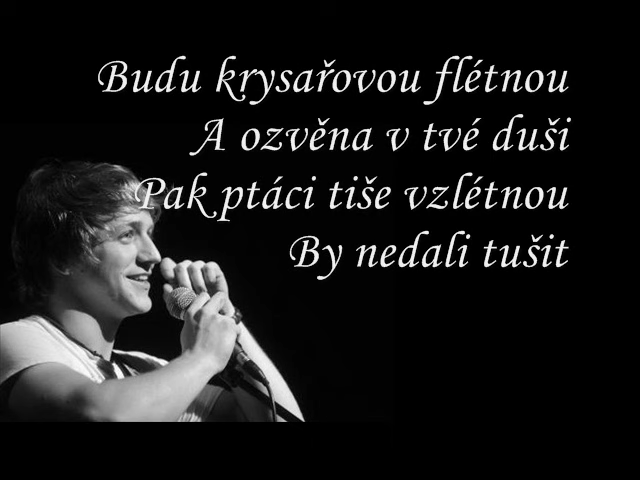 Budu krysařovou flétnou
A ozvěna v tvé duši
Pak ptáci tiše vzlétnou
By nedali tušit